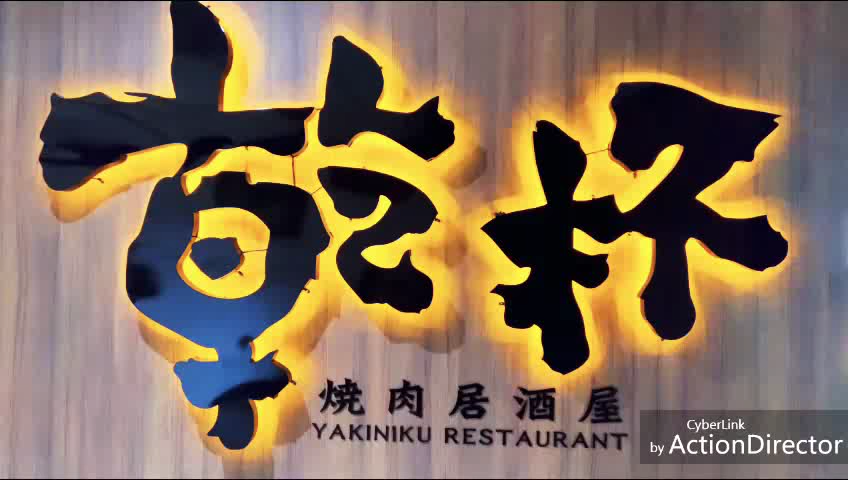 乾杯
焼肉居酒屋
YAKINIKU RESTAURANT
CyberLink
by ActionDirector